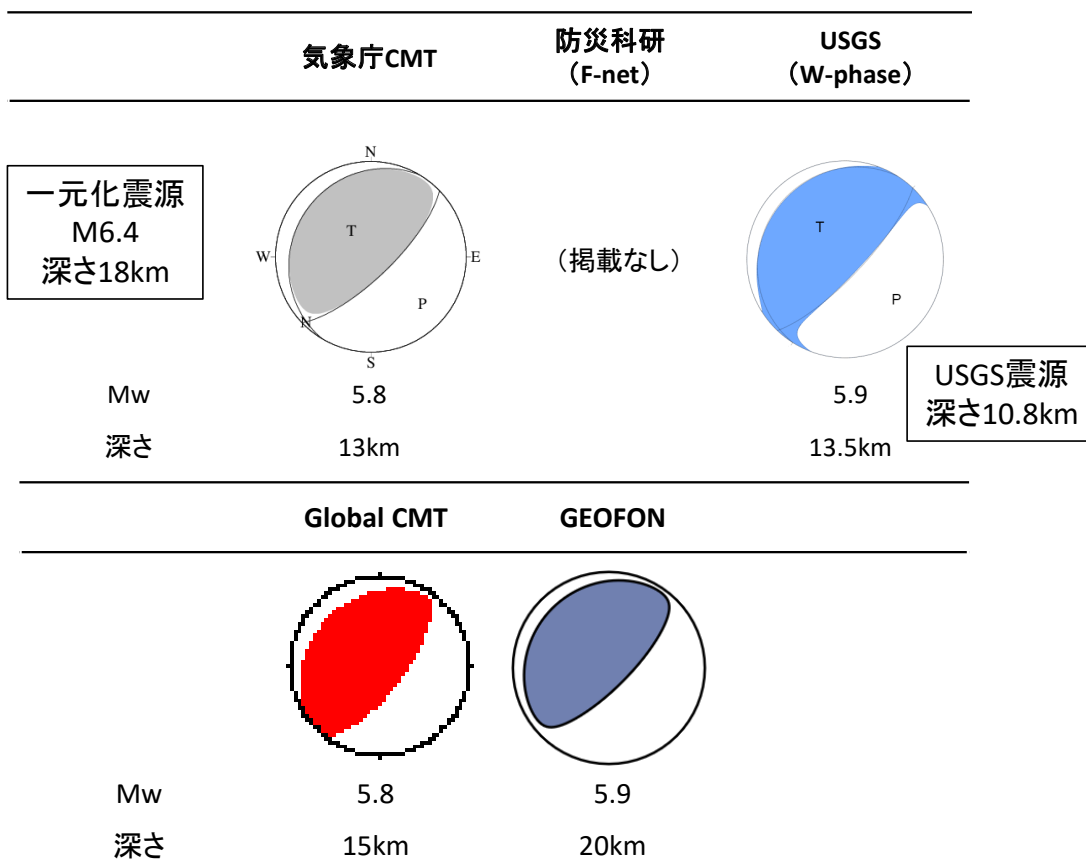 気象庁CMT
防災科研
（F-net）
USGS
（W-phase）
一元化震源
M6.4
深さ18km
N
T
W
E
P
N
S
（掲載なし）
T
P
USGS震源
深さ10.8km
Mw 5.8 5.9
深さ 13km 13.5km
Global CMT GEOFON
Mw 5.8 5.9
深さ 15km 20km